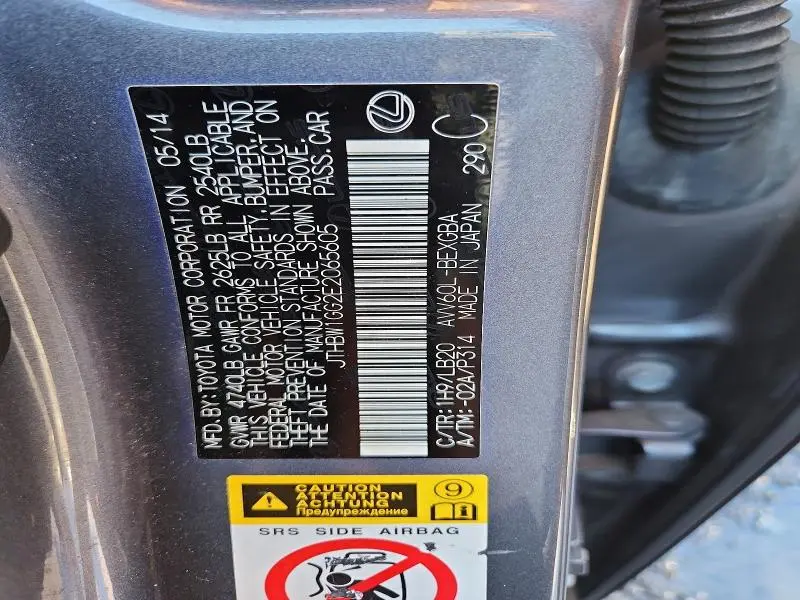 MFD. BY: TOYOTA MOTOR CORPORATION 05/14
GVWR 4740LB GAWR FR 2625LB RR 2540LB
THIS VEHICLE CONFORMS TO ALL APPLICABLE
FEDERAL MOTOR VEHICLE SAFETY, BUMPER, AND
THEFT PREVENTION STANDARDS IN EFFECT ON
THE DATE OF MANUFACTURE SHOWN ABOVE.
JTHBW1GG2E2065605 PASS. CAR
C/TR: 1H9/LB20 AVV60L-BEXGBA 290 C
A/TM: -02A/P314 MADE IN JAPAN
CAUTION
ATTENTION
ACHTUNG
Предупреждение
9
i
SRS SIDE AIRBAG